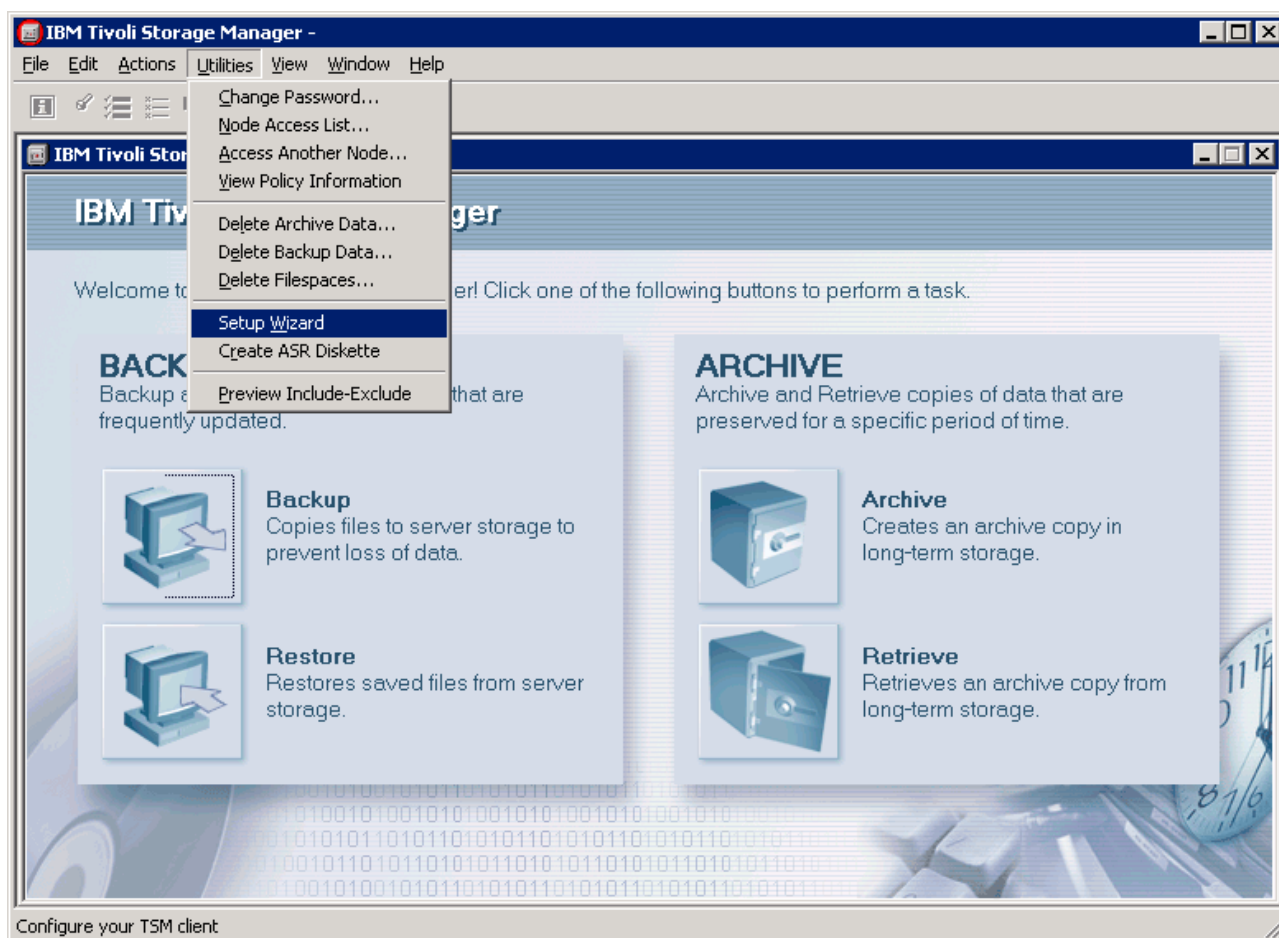 IBM Tivoli Storage Manager -
File Edit Actions Utilities View Window Help
Change Password...
Node Access List...
Access Another Node...
View Policy Information
Delete Archive Data...
Delete Backup Data...
Delete Filespaces...
Setup Wizard
Create ASR Diskette
Preview Include-Exclude
IBM Tivoli Stor
IBM Tiv ger
Welcome to er! Click one of the following buttons to perform a task.
BACK
Backup a that are
frequently updated.
Backup
Copies files to server storage to
prevent loss of data.
Restore
Restores saved files from server
storage.
ARCHIVE
Archive and Retrieve copies of data that are
preserved for a specific period of time.
Archive
Creates an archive copy in
long-term storage.
Retrieve
Retrieves an archive copy from
long-term storage.
Configure your TSM client